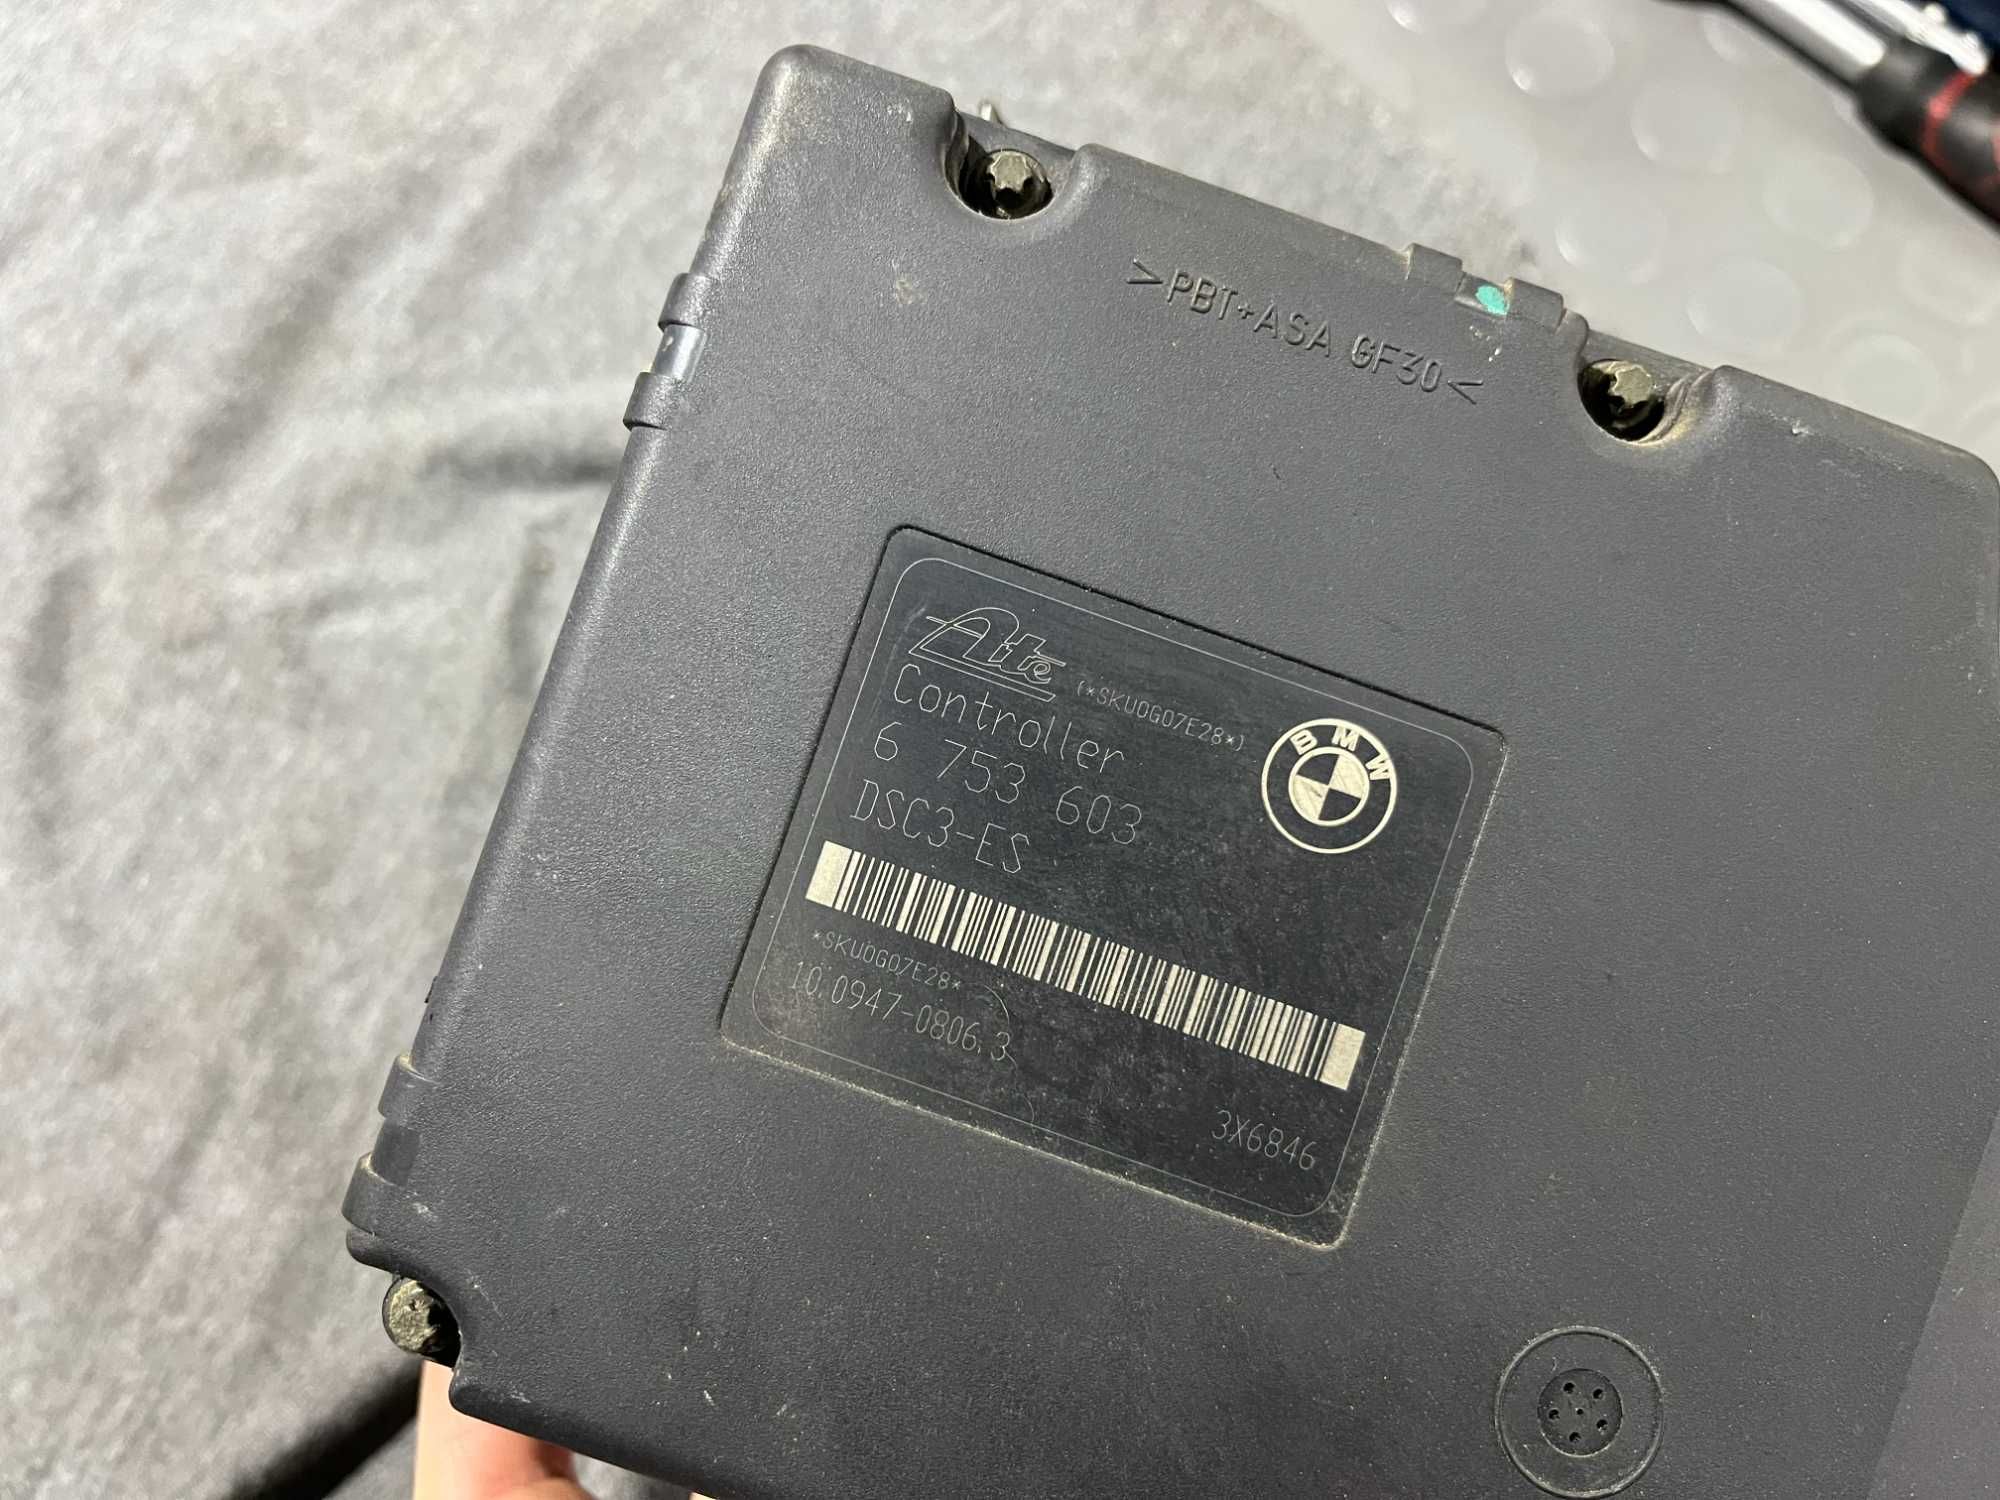 >PBT+ASA GF30<
Ate (*SKU0G07E28*)
Controller
6 753 603
DSC3-ES
BMW
*SKU0G07E28*
10.0947-0806.3
3X6846